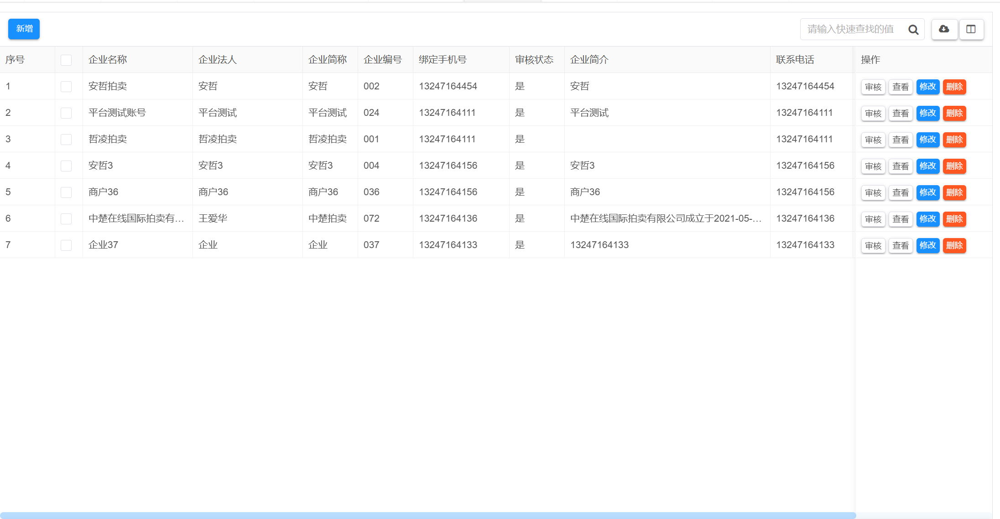 新增 请输入快速查找的值
序号 企业名称 企业法人 企业简称 企业编号 绑定手机号 审核状态 企业简介 联系电话 操作
1 安哲拍卖 安哲 安哲 002 13247164454 是 安哲 13247164454 审核 查看 修改 删除
2 平台测试账号 平台测试 平台测试 024 13247164111 是 平台测试 13247164111 审核 查看 修改 删除
3 哲凌拍卖 哲凌拍卖 哲凌拍卖 001 13247164111 是 13247164111 审核 查看 修改 删除
4 安哲3 安哲3 安哲3 004 13247164156 是 安哲3 13247164156 审核 查看 修改 删除
5 商户36 商户36 商户36 036 13247164156 是 商户36 13247164156 审核 查看 修改 删除
6 中楚在线国际拍卖有... 王爱华 中楚拍卖 072 13247164136 是 中楚在线国际拍卖有限公司成立于2021-05-... 13247164136 审核 查看 修改 删除
7 企业37 企业 企业 037 13247164133 是 13247164133 13247164133 审核 查看 修改 删除